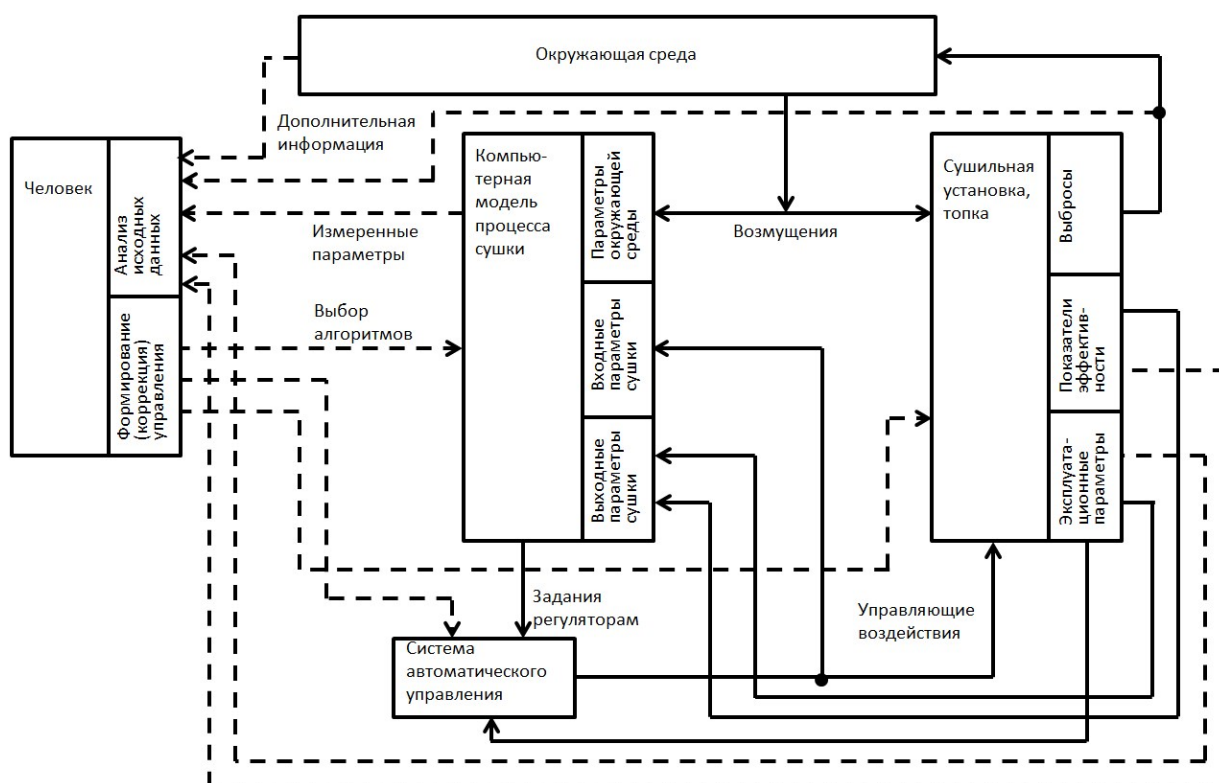 Окружающая среда
Дополнительная
информация
Человек
Анализ
исходных
данных
Формирование
(коррекция)
управления
Измеренные
параметры
Выбор
алгоритмов
Компью-
терная
модель
процесса
сушки
Параметры
окружающей
среды
Входные
параметры
сушки
Выходные
параметры
сушки
Возмущения
Сушильная
установка,
топка
Выбросы
Показатели
эффектив-
ности
Эксплуата-
ционные
параметры
Задания
регуляторам
Управляющие
воздействия
Система
автоматического
управления